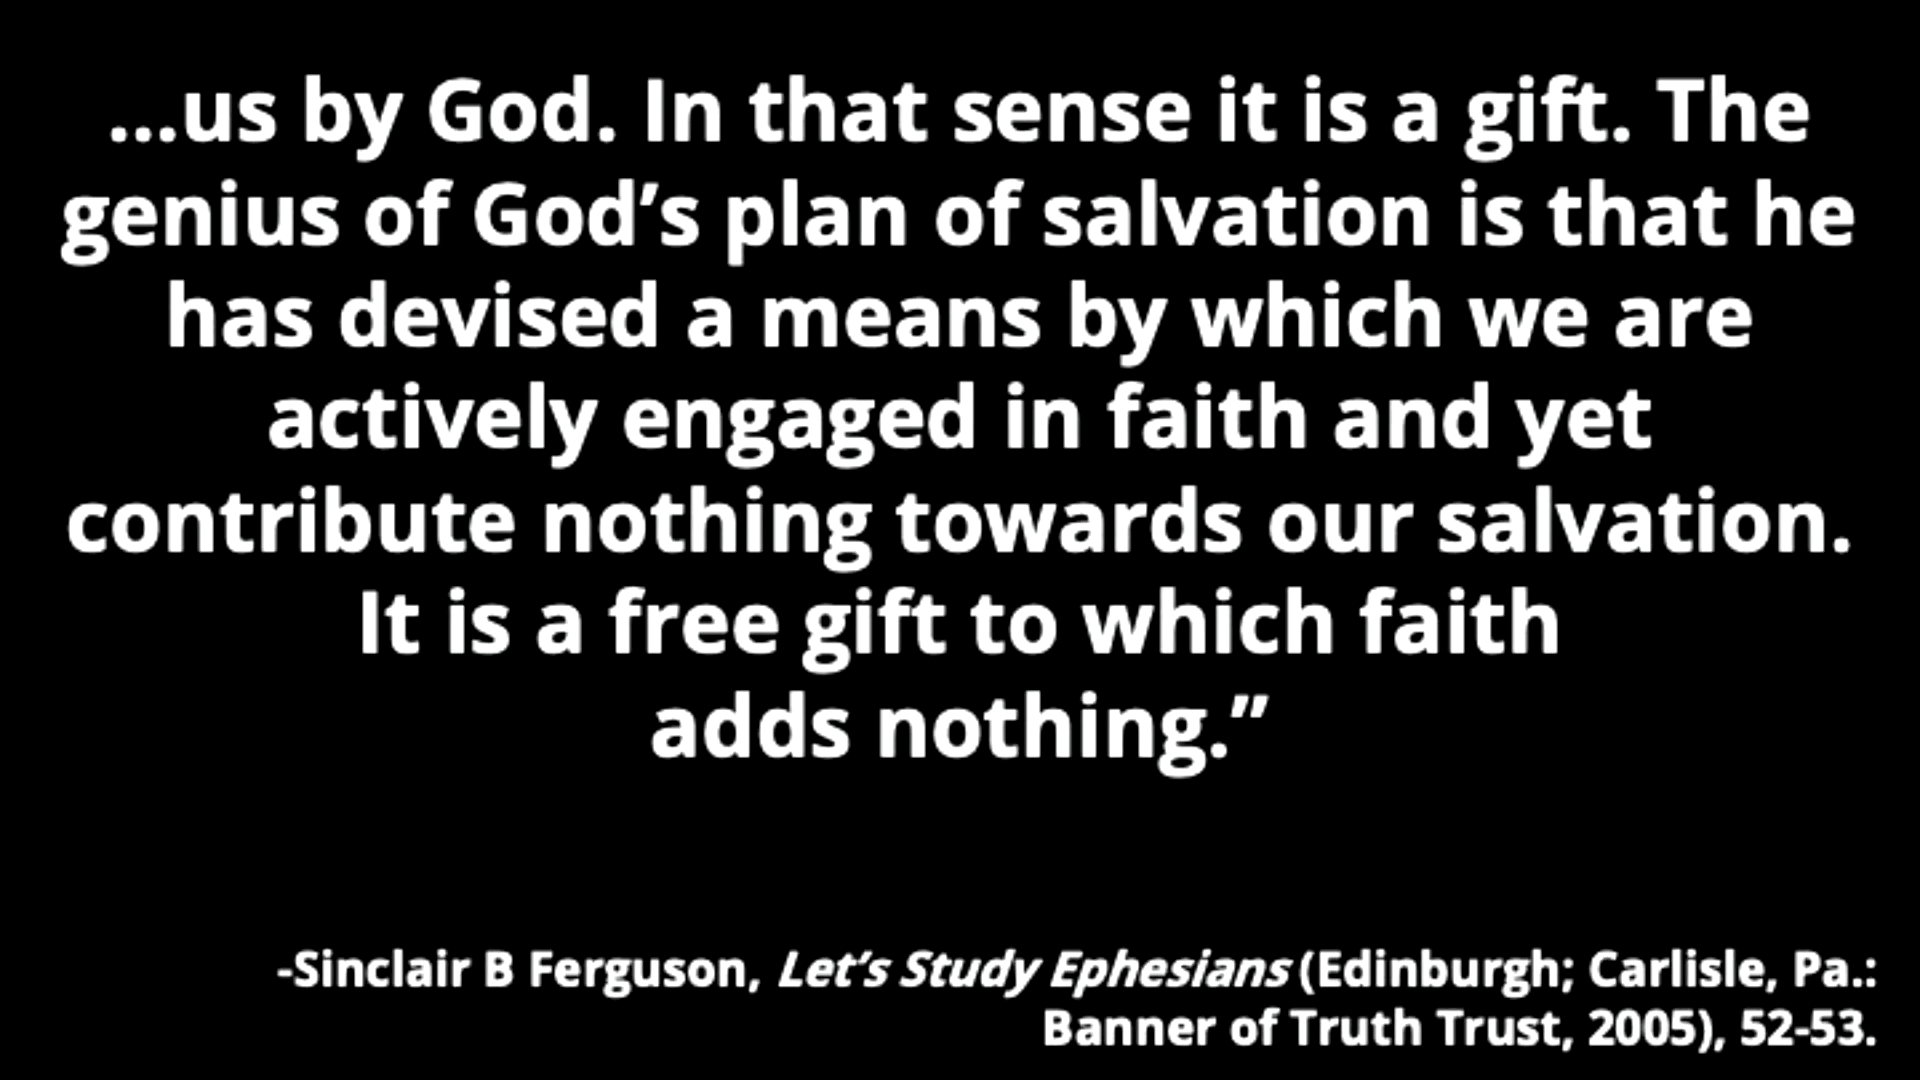 ...us by God. In that sense it is a gift. The
genius of God’s plan of salvation is that he
has devised a means by which we are
actively engaged in faith and yet
contribute nothing towards our salvation.
It is a free gift to which faith
adds nothing.”
-Sinclair B Ferguson, Let’s Study Ephesians (Edinburgh; Carlisle, Pa.:
Banner of Truth Trust, 2005), 52-53.